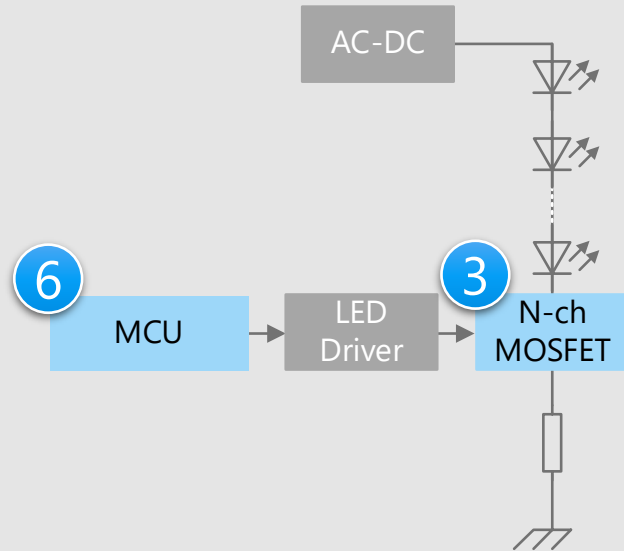 AC-DC
6
MCU
LED
Driver
3
N-ch
MOSFET